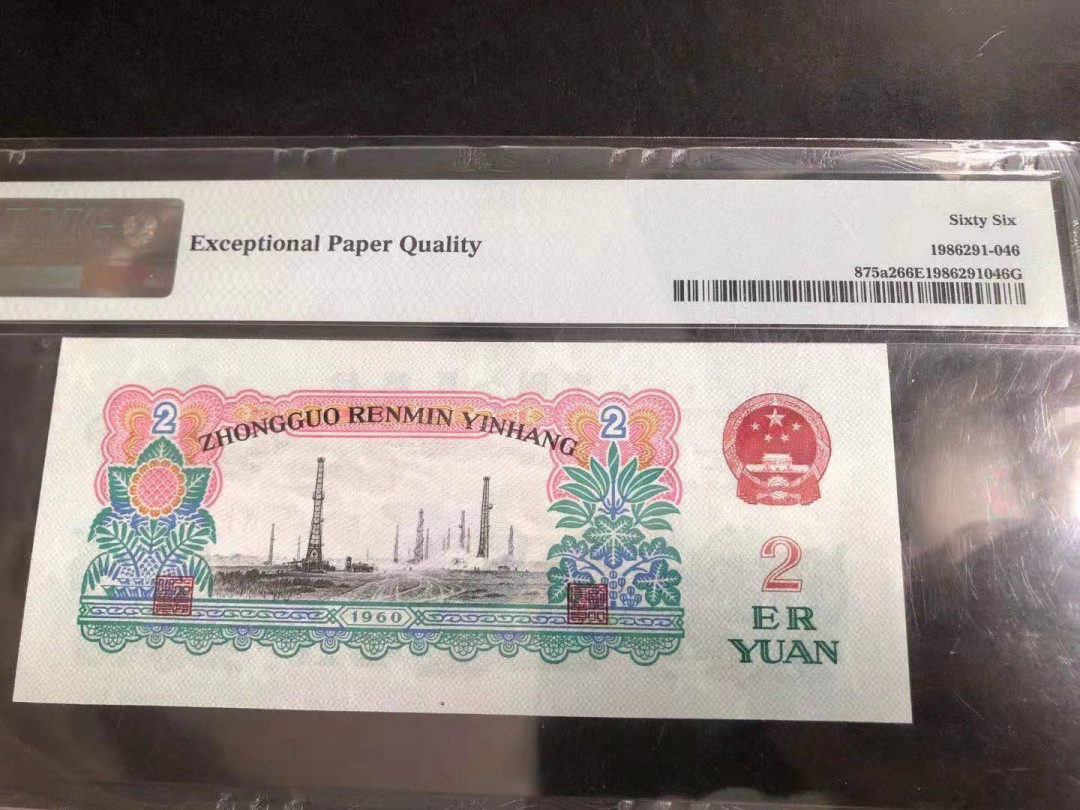 Exceptional Paper Quality
Sixty Six
1986291-046
875a266E1986291046G
2
ZHONGGUO RENMIN YINHANG
2
1960
2
ER
YUAN